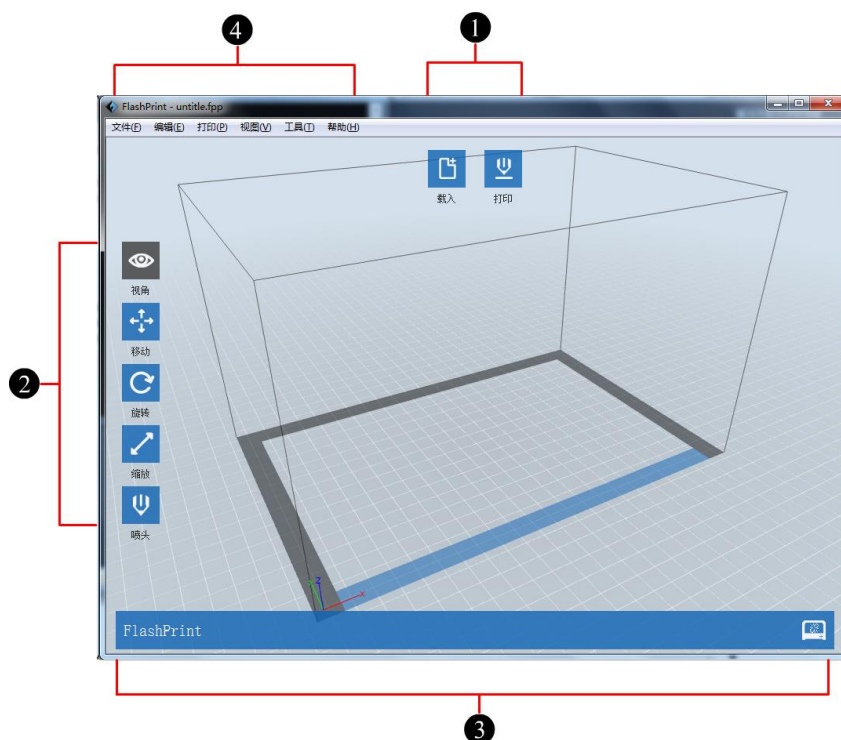 4
1
FlashPrint - untitle.fpp
文件(F) 编辑(E) 打印(P) 视图(V) 工具(T) 帮助(H)
载入 打印
视角
移动
2
旋转
缩放
喷头
Z
X
FlashPrint
3